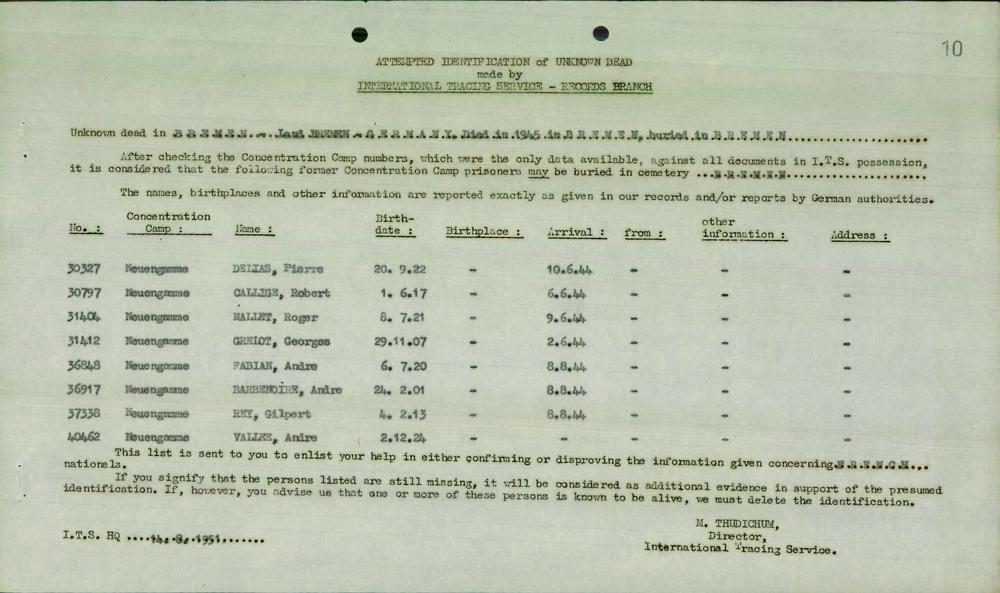 10
ATTEMPTED IDENTIFICATION of UNKNOWN DEAD
made by
INTERNATIONAL TRACING SERVICE - RECORDS BRANCH
Unknown dead in B R E M E N . - . Land BREMEN - G E R M A N Y. Died in 1945 in B R E M E N, buried in B R E M E N
After checking the Concentration Camp numbers, which were the only data available, against all documents in I.T.S. possession,
it is considered that the following former Concentration Camp prisoners may be buried in cemetery ...B.R.E.M.E.N.
The names, birthplaces and other information are reported exactly as given in our records and/or reports by German authorities.
No. : Concentration Camp : Name : Birth-date : Birthplace : Arrival : from : other information : Address :
30327 Neuengamme DELIAS, Pierre 20. 9.22 - 10.6.44 - - -
30797 Neuengamme CALLIGE, Robert 1. 6.17 - 6.6.44 - - -
31404 Neuengamme MALLET, Roger 8. 7.21 - 9.6.44 - - -
31412 Neuengamme GRELOT, Georges 29.11.07 - 2.6.44 - - -
36848 Neuengamme FABIAN, Andre 6. 7.20 - 8.8.44 - - -
36917 Neuengamme BARBENOIRE, Andre 24. 2.01 - 8.8.44 - - -
37338 Neuengamme REY, Gilpert 4. 2.13 - 8.8.44 - - -
40462 Neuengamme VALLEE, Andre 2.12.24 - - - - -
This list is sent to you to enlist your help in either confirming or disproving the information given concerning F.R.E.N.C.H...
nationals.
If you signify that the persons listed are still missing, it will be considered as additional evidence in support of the presumed
identification. If, however, you advise us that one or more of these persons is known to be alive, we must delete the identification.
M. THUDICHUM,
Director,
International Tracing Service.
I.T.S. HQ ....14.-8.-1951.......